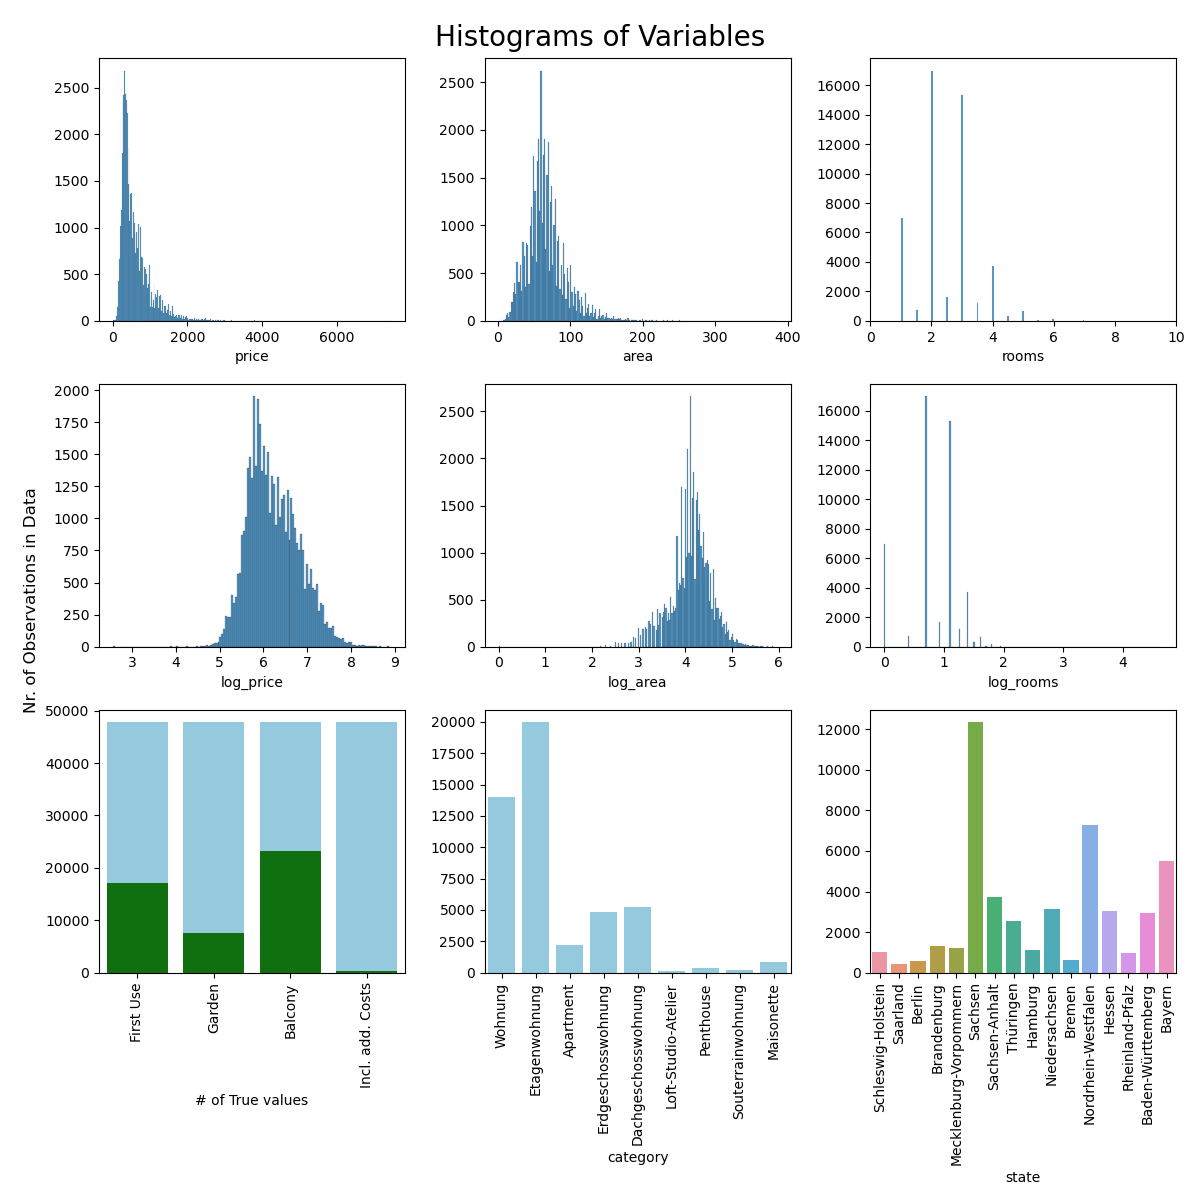 Histograms of Variables
Nr. of Observations in Data
2500
2000
1500
1000
500
0
0 2000 4000 6000
price
2500
2000
1500
1000
500
0
0 100 200 300 400
area
16000
14000
12000
10000
8000
6000
4000
2000
0
0 2 4 6 8 10
rooms
2000
1750
1500
1250
1000
750
500
250
0
3 4 5 6 7 8 9
log_price
2500
2000
1500
1000
500
0
0 1 2 3 4 5 6
log_area
16000
14000
12000
10000
8000
6000
4000
2000
0
0 1 2 3 4
log_rooms
50000
40000
30000
20000
10000
0
First Use
Garden
Balcony
Incl. add. Costs
# of True values
20000
17500
15000
12500
10000
7500
5000
2500
0
Wohnung
Etagenwohnung
Apartment
Erdgeschosswohnung
Dachgeschosswohnung
Loft-Studio-Atelier
Penthouse
Souterrainwohnung
Maisonette
category
12000
10000
8000
6000
4000
2000
0
Schleswig-Holstein
Saarland
Berlin
Brandenburg
Mecklenburg-Vorpommern
Sachsen
Sachsen-Anhalt
Thüringen
Hamburg
Niedersachsen
Bremen
Nordrhein-Westfalen
Hessen
Rheinland-Pfalz
Baden-Württemberg
Bayern
state